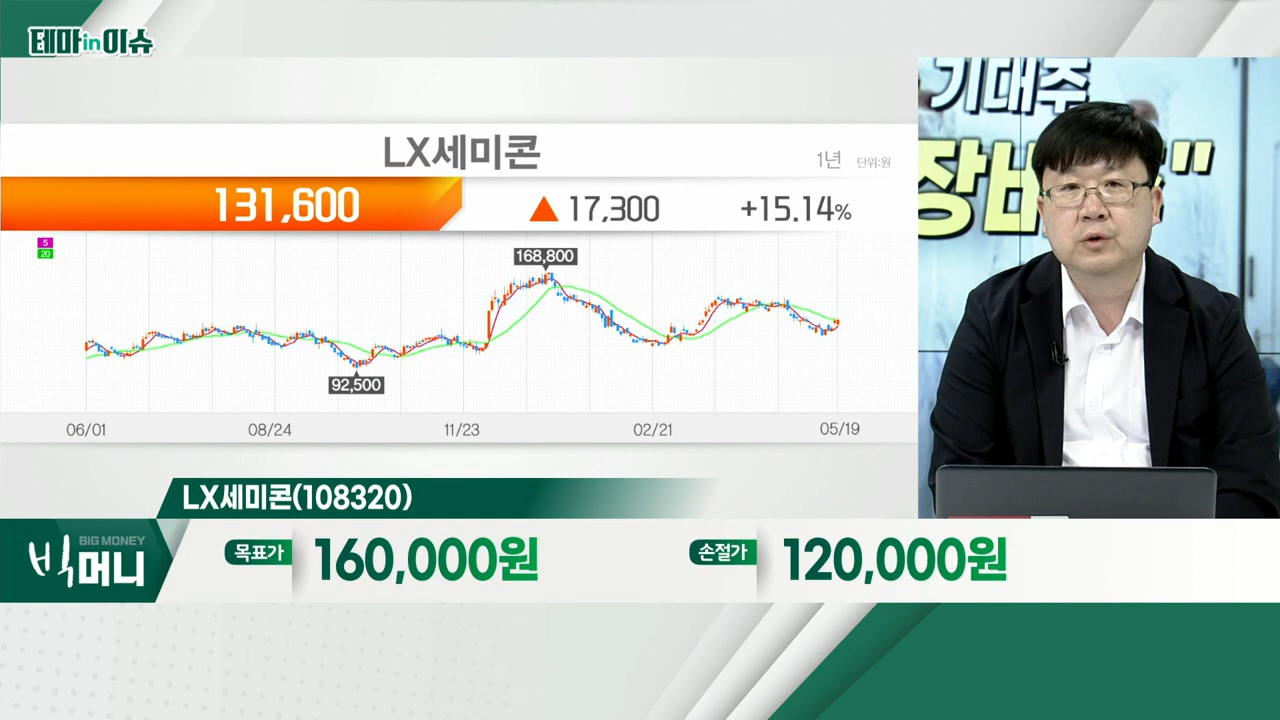 테마in이슈
기대주
장비
"
LX세미콘
1년 단위:원
131,600 ▲ 17,300 +15.14%
5
20
168,800
92,500
06/01 08/24 11/23 02/21 05/19
LX세미콘(108320)
BIG MONEY
빅머니
목표가 160,000원 손절가 120,000원